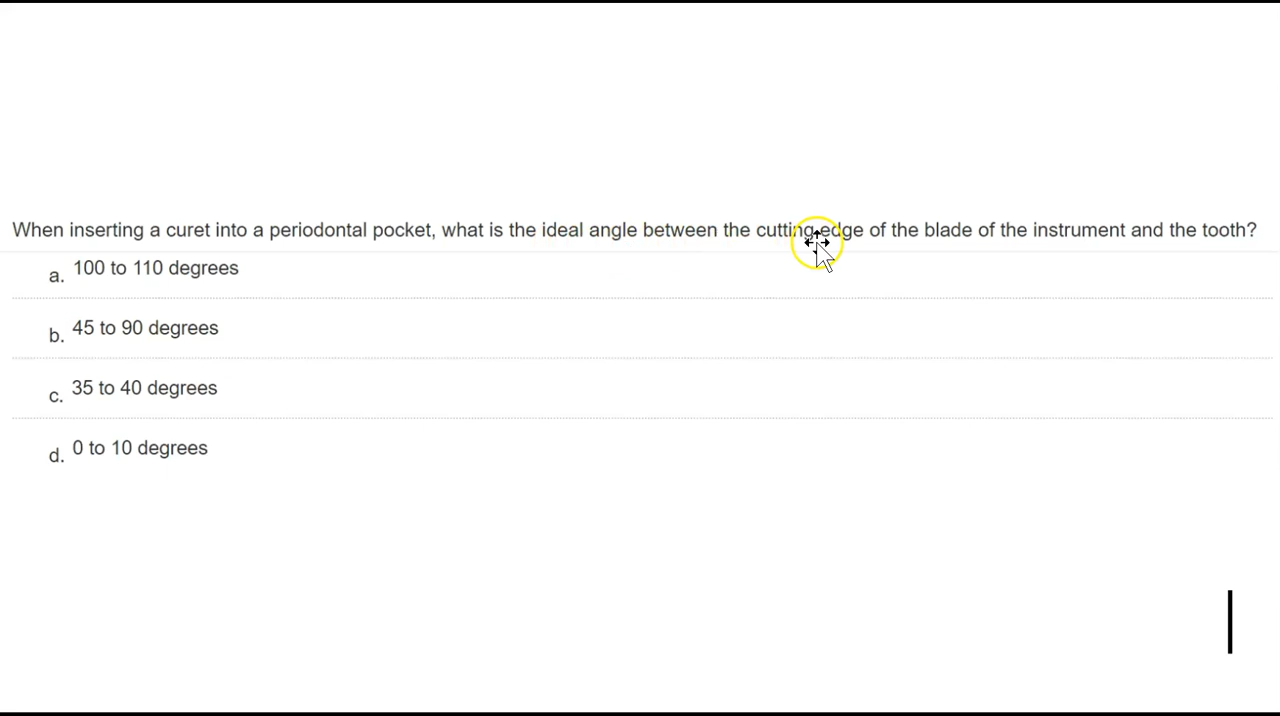 When inserting a curet into a periodontal pocket, what is the ideal angle between the cutting edge of the blade of the instrument and the tooth?
a. 100 to 110 degrees
b. 45 to 90 degrees
c. 35 to 40 degrees
d. 0 to 10 degrees